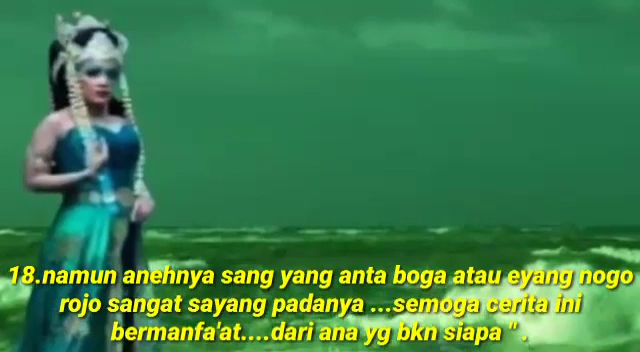 18.namun anehnya sang yang anta boga atau eyang nogo
rojo sangat sayang padanya ...semoga cerita ini
bermanfa'at....dari ana yg bkn siapa " .